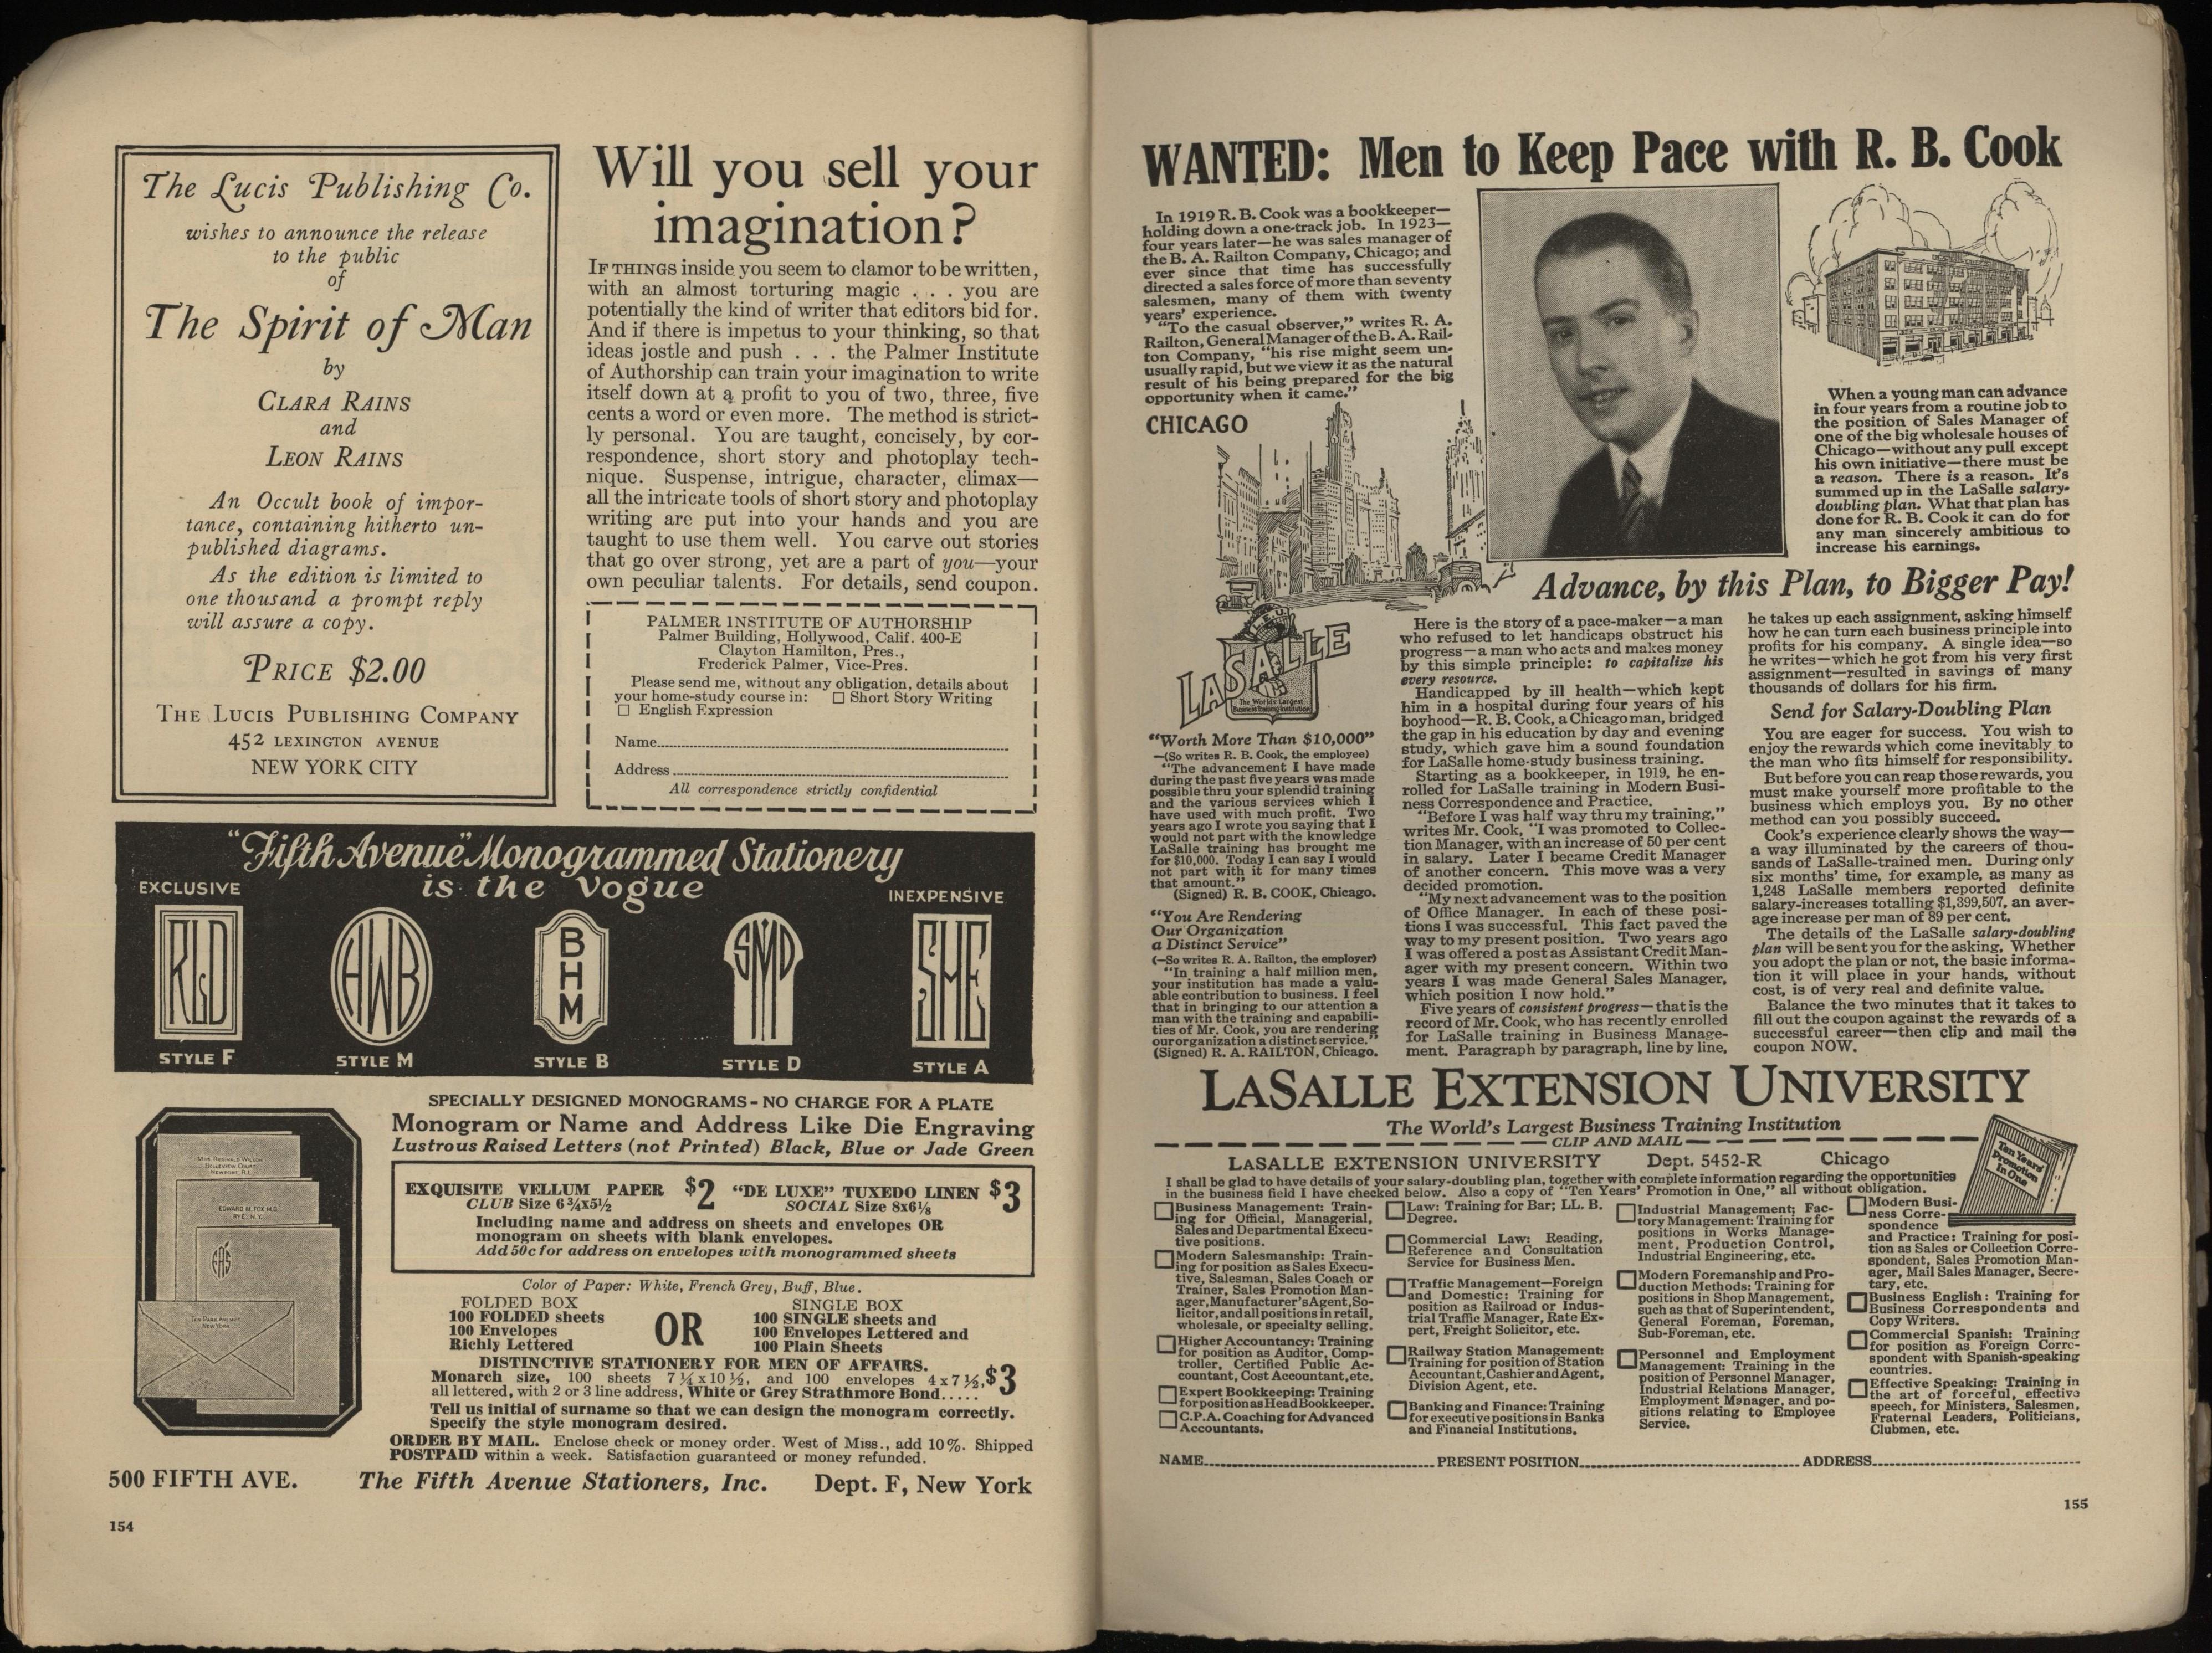 The Lucis Publishing Co.
wishes to announce the release
to the public
of
The Spirit of Man
by
CLARA RAINS
and
LEON RAINS
An Occult book of impor-
tance, containing hitherto un-
published diagrams.
As the edition is limited to
one thousand a prompt reply
will assure a copy.
PRICE $2.00
THE LUCIS PUBLISHING COMPANY
452 LEXINGTON AVENUE
NEW YORK CITY
Will you sell your
imagination?
IF THINGS inside you seem to clamor to be written,
with an almost torturing magic . . . you are
potentially the kind of writer that editors bid for.
And if there is impetus to your thinking, so that
ideas jostle and push . . . the Palmer Institute
of Authorship can train your imagination to write
itself down at a profit to you of two, three, five
cents a word or even more. The method is strict-
ly personal. You are taught, concisely, by cor-
respondence, short story and photoplay tech-
nique. Suspense, intrigue, character, climax—
all the intricate tools of short story and photoplay
writing are put into your hands and you are
taught to use them well. You carve out stories
that go over strong, yet are a part of you—your
own peculiar talents. For details, send coupon.
PALMER INSTITUTE OF AUTHORSHIP
Palmer Building, Hollywood, Calif. 400-E
Clayton Hamilton, Pres.,
Frederick Palmer, Vice-Pres.
Please send me, without any obligation, details about
your home-study course in: □ Short Story Writing
□ English Expression
Name
Address
All correspondence strictly confidential
"Fifth Avenue" Monogrammed Stationery
is the Vogue
EXCLUSIVE
INEXPENSIVE
RLD
HWB
BHM
SMD
SHE
STYLE F
STYLE M
STYLE B
STYLE D
STYLE A
SPECIALLY DESIGNED MONOGRAMS - NO CHARGE FOR A PLATE
Monogram or Name and Address Like Die Engraving
Lustrous Raised Letters (not Printed) Black, Blue or Jade Green
MRS. REGINALD WILSON
BELLEVIEW COURT
NEWPORT, R.I.
EDWARD M. FOX M.D.
RYE, N.Y.
EAS
TEN PARK AVENUE
NEW YORK
EXQUISITE VELLUM PAPER $2 "DE LUXE" TUXEDO LINEN $3
CLUB Size 6¾x5½ SOCIAL Size 8x6⅛
Including name and address on sheets and envelopes OR
monogram on sheets with blank envelopes.
Add 50c for address on envelopes with monogrammed sheets
Color of Paper: White, French Grey, Buff, Blue.
FOLDED BOX
100 FOLDED sheets
100 Envelopes
Richly Lettered
OR
SINGLE BOX
100 SINGLE sheets and
100 Envelopes Lettered and
100 Plain Sheets
DISTINCTIVE STATIONERY FOR MEN OF AFFAIRS.
Monarch size, 100 sheets 7¼ x 10½, and 100 envelopes 4 x 7½, $3
all lettered, with 2 or 3 line address, White or Grey Strathmore Bond.....
Tell us initial of surname so that we can design the monogram correctly.
Specify the style monogram desired.
ORDER BY MAIL. Enclose check or money order. West of Miss., add 10%. Shipped
POSTPAID within a week. Satisfaction guaranteed or money refunded.
500 FIFTH AVE. The Fifth Avenue Stationers, Inc. Dept. F, New York
154
WANTED: Men to Keep Pace with R. B. Cook
In 1919 R. B. Cook was a bookkeeper—
holding down a one-track job. In 1923—
four years later—he was sales manager of
the B. A. Railton Company, Chicago; and
ever since that time has successfully
directed a sales force of more than seventy
salesmen, many of them with twenty
years' experience.
"To the casual observer," writes R. A.
Railton, General Manager of the B. A. Rail-
ton Company, "his rise might seem un-
usually rapid, but we view it as the natural
result of his being prepared for the big
opportunity when it came."
CHICAGO
When a young man can advance
in four years from a routine job to
the position of Sales Manager of
one of the big wholesale houses of
Chicago—without any pull except
his own initiative—there must be
a reason. There is a reason. It's
summed up in the LaSalle salary-
doubling plan. What that plan has
done for R. B. Cook it can do for
any man sincerely ambitious to
increase his earnings.
Advance, by this Plan, to Bigger Pay!
L.E.U.
LASALLE
The World's Largest
Business Training Institution
"Worth More Than $10,000"
—(So writes R. B. Cook, the employee)
"The advancement I have made
during the past five years was made
possible thru your splendid training
and the various services which I
have used with much profit. Two
years ago I wrote you saying that I
would not part with the knowledge
LaSalle training has brought me
for $10,000. Today I can say I would
not part with it for many times
that amount."
(Signed) R. B. COOK, Chicago.
"You Are Rendering
Our Organization
a Distinct Service"
(—So writes R. A. Railton, the employer)
"In training a half million men,
your institution has made a valu-
able contribution to business. I feel
that in bringing to our attention a
man with the training and capabili-
ties of Mr. Cook, you are rendering
our organization a distinct service."
(Signed) R. A. RAILTON, Chicago.
Here is the story of a pace-maker—a man
who refused to let handicaps obstruct his
progress—a man who acts and makes money
by this simple principle: to capitalize his
every resource.
Handicapped by ill health—which kept
him in a hospital during four years of his
boyhood—R. B. Cook, a Chicago man, bridged
the gap in his education by day and evening
study, which gave him a sound foundation
for LaSalle home-study business training.
Starting as a bookkeeper, in 1919, he en-
rolled for LaSalle training in Modern Busi-
ness Correspondence and Practice.
"Before I was half way thru my training,"
writes Mr. Cook, "I was promoted to Collec-
tion Manager, with an increase of 50 per cent
in salary. Later I became Credit Manager
of another concern. This move was a very
decided promotion.
"My next advancement was to the position
of Office Manager. In each of these posi-
tions I was successful. This fact paved the
way to my present position. Two years ago
I was offered a post as Assistant Credit Man-
ager with my present concern. Within two
years I was made General Sales Manager,
which position I now hold."
Five years of consistent progress—that is the
record of Mr. Cook, who has recently enrolled
for LaSalle training in Business Manage-
ment. Paragraph by paragraph, line by line,
he takes up each assignment, asking himself
how he can turn each business principle into
profits for his company. A single idea—so
he writes—which he got from his very first
assignment—resulted in savings of many
thousands of dollars for his firm.
Send for Salary-Doubling Plan
You are eager for success. You wish to
enjoy the rewards which come inevitably to
the man who fits himself for responsibility.
But before you can reap those rewards, you
must make yourself more profitable to the
business which employs you. By no other
method can you possibly succeed.
Cook's experience clearly shows the way—
a way illuminated by the careers of thou-
sands of LaSalle-trained men. During only
six months' time, for example, as many as
1,248 LaSalle members reported definite
salary-increases totalling $1,399,507, an aver-
age increase per man of 89 per cent.
The details of the LaSalle salary-doubling
plan will be sent you for the asking. Whether
you adopt the plan or not, the basic informa-
tion it will place in your hands, without
cost, is of very real and definite value.
Balance the two minutes that it takes to
fill out the coupon against the rewards of a
successful career—then clip and mail the
coupon NOW.
LASALLE EXTENSION UNIVERSITY
The World's Largest Business Training Institution
CLIP AND MAIL
Ten Years'
Promotion
In One
LASALLE EXTENSION UNIVERSITY Dept. 5452-R Chicago
I shall be glad to have details of your salary-doubling plan, together with complete information regarding the opportunities
in the business field I have checked below. Also a copy of "Ten Years' Promotion in One," all without obligation.
□ Business Management: Train-
ing for Official, Managerial,
Sales and Departmental Execu-
tive positions.
□ Modern Salesmanship: Train-
ing for position as Sales Execu-
tive, Salesman, Sales Coach or
Trainer, Sales Promotion Man-
ager, Manufacturer's Agent, So-
licitor, and all positions in retail,
wholesale, or specialty selling.
□ Higher Accountancy: Training
for position as Auditor, Comp-
troller, Certified Public Ac-
countant, Cost Accountant, etc.
□ Expert Bookkeeping: Training
for position as Head Bookkeeper.
□ C.P.A. Coaching for Advanced
Accountants.
□ Law: Training for Bar; LL. B.
Degree.
□ Commercial Law: Reading,
Reference and Consultation
Service for Business Men.
□ Traffic Management—Foreign
and Domestic: Training for
position as Railroad or Indus-
trial Traffic Manager, Rate Ex-
pert, Freight Solicitor, etc.
□ Railway Station Management:
Training for position of Station
Accountant, Cashier and Agent,
Division Agent, etc.
□ Banking and Finance: Training
for executive positions in Banks
and Financial Institutions.
□ Industrial Management: Fac-
tory Management: Training for
positions in Works Manage-
ment, Production Control,
Industrial Engineering, etc.
□ Modern Foremanship and Pro-
duction Methods: Training for
positions in Shop Management,
such as that of Superintendent,
General Foreman, Foreman,
Sub-Foreman, etc.
□ Personnel and Employment
Management: Training in the
position of Personnel Manager,
Industrial Relations Manager,
Employment Manager, and po-
sitions relating to Employee
Service.
□ Modern Busi-
ness Corre-
spondence
and Practice: Training for posi-
tion as Sales or Collection Corre-
spondent, Sales Promotion Man-
ager, Mail Sales Manager, Secre-
tary, etc.
□ Business English: Training for
Business Correspondents and
Copy Writers.
□ Commercial Spanish: Training
for position as Foreign Corre-
spondent with Spanish-speaking
countries.
□ Effective Speaking: Training in
the art of forceful, effective
speech, for Ministers, Salesmen,
Fraternal Leaders, Politicians,
Clubmen, etc.
NAME PRESENT POSITION ADDRESS
155